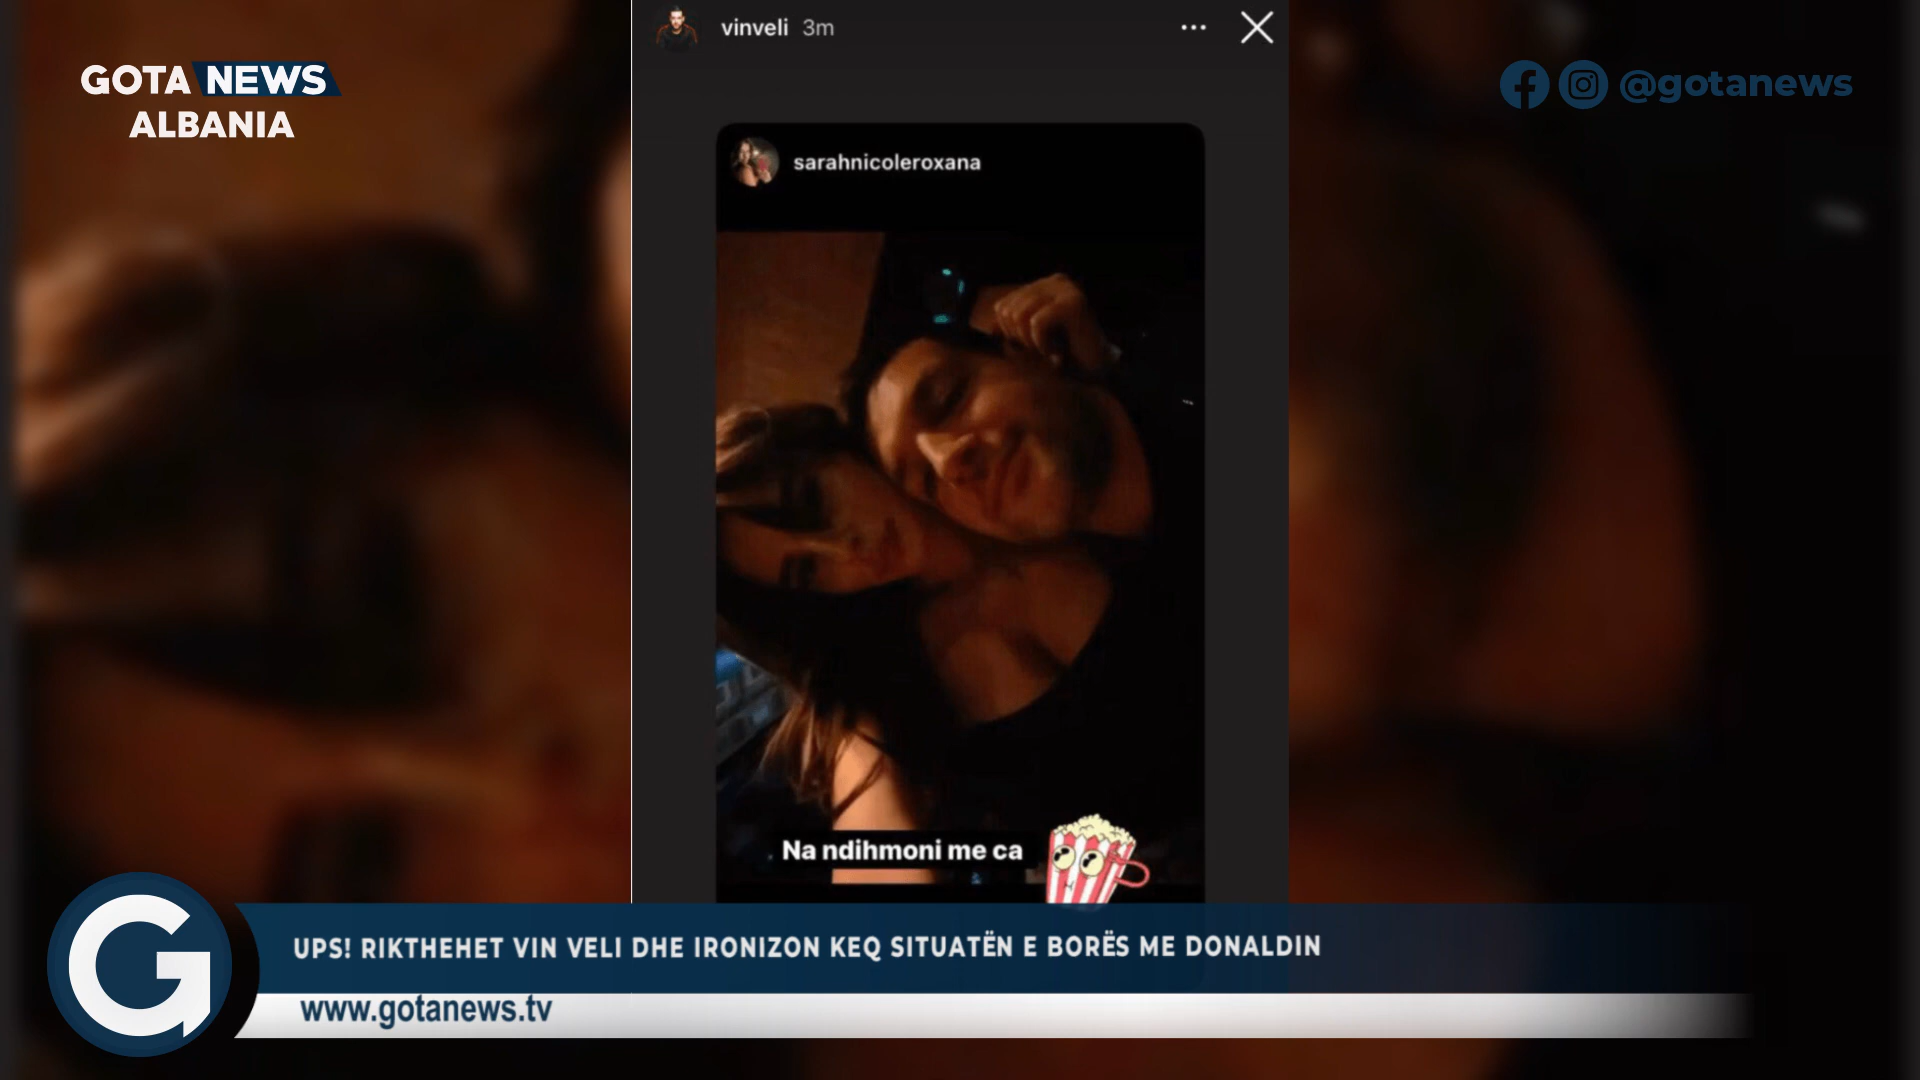 vinveli 3m
GOTA NEWS
ALBANIA
@gotanews
sarahnicoleroxana
Na ndihmoni me ca
UPS! RIKTHEHET VIN VELI DHE IRONIZON KEQ SITUATËN E BORËS ME DONALDIN
www.gotanews.tv